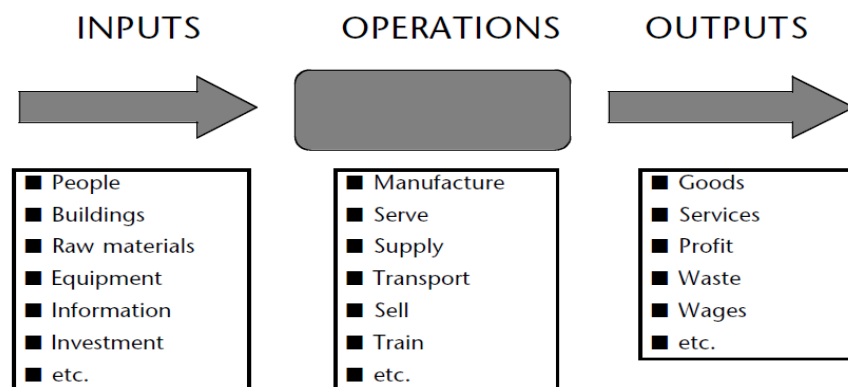 INPUTS OPERATIONS OUTPUTS
■ People
■ Buildings
■ Raw materials
■ Equipment
■ Information
■ Investment
■ etc.
■ Manufacture
■ Serve
■ Supply
■ Transport
■ Sell
■ Train
■ etc.
■ Goods
■ Services
■ Profit
■ Waste
■ Wages
■ etc.